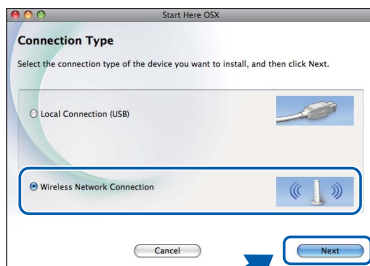 Start Here OSX
Connection Type
Select the connection type of the device you want to install, and then click Next.
Local Connection (USB)
Wireless Network Connection
Cancel
Next